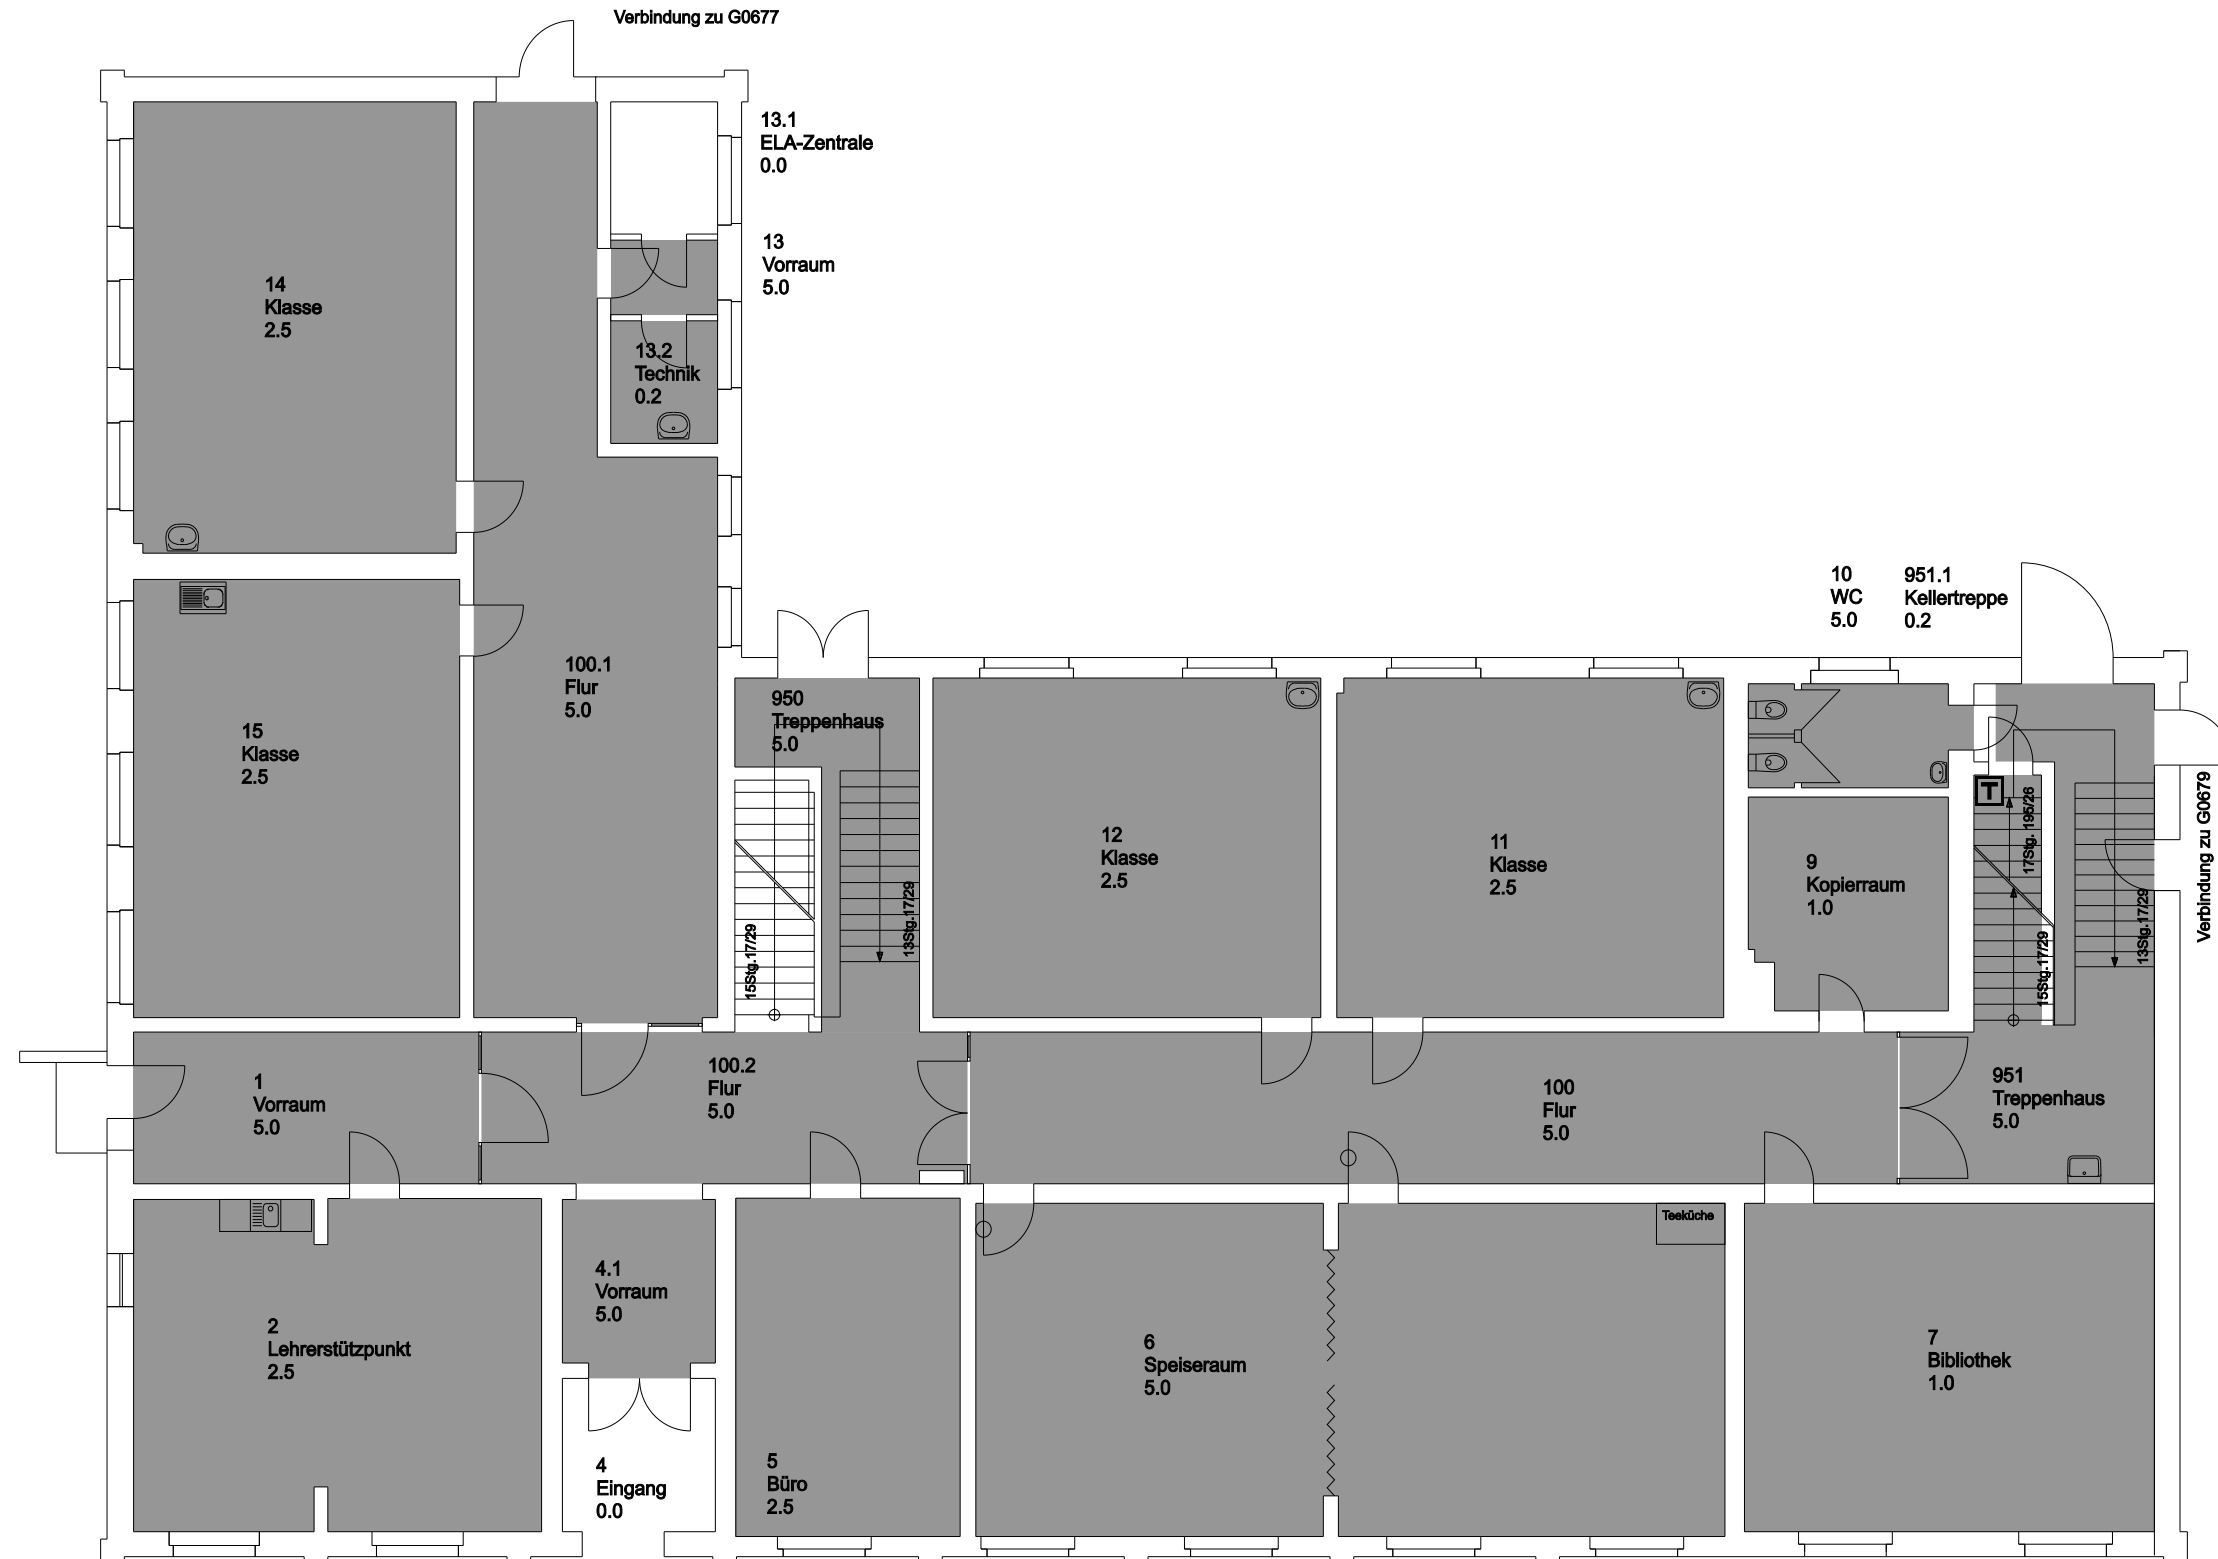 Verbindung zu G0677
13.1
ELA-Zentrale
0.0
13
Vorraum
5.0
14
Klasse
2.5
13.2
Technik
0.2
10
WC
5.0
951.1
Kellertreppe
0.2
100.1
Flur
5.0
950
Treppenhaus
5.0
15
Klasse
2.5
12
Klasse
2.5
11
Klasse
2.5
9
Kopierraum
1.0
T
17Stg. 195/26
Verbindung zu G0679
15Stg.17/29
13Stg.17/29
15Stg.17/29
13Stg.17/29
1
Vorraum
5.0
100.2
Flur
5.0
100
Flur
5.0
951
Treppenhaus
5.0
Teeküche
4.1
Vorraum
5.0
2
Lehrerstützpunkt
2.5
6
Speiseraum
5.0
7
Bibliothek
1.0
4
Eingang
0.0
5
Büro
2.5